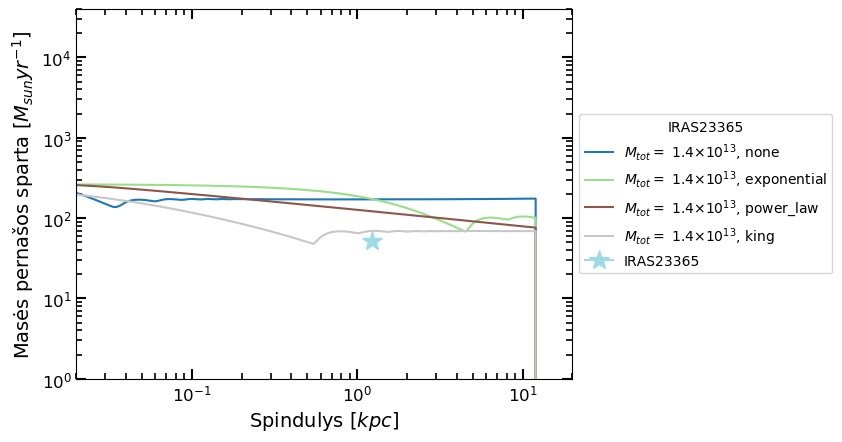 Masės pernašos sparta [$M_{sun}yr^{-1}$]
$10^4$
$10^3$
$10^2$
$10^1$
$10^0$
$10^{-1}$ $10^0$ $10^1$
Spindulys [$kpc$]
IRAS23365
$M_{tot}=$ 1.4×$10^{13}$, none
$M_{tot}=$ 1.4×$10^{13}$, exponential
$M_{tot}=$ 1.4×$10^{13}$, power_law
$M_{tot}=$ 1.4×$10^{13}$, king
IRAS23365